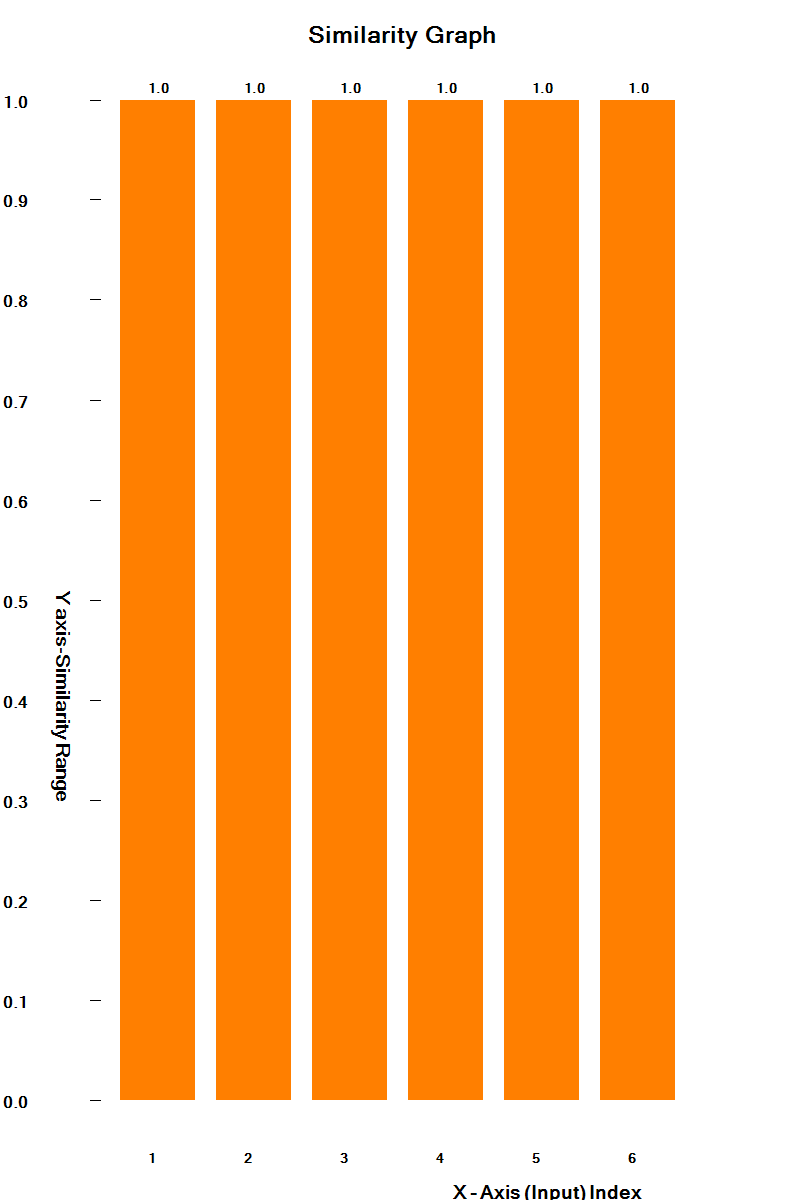 Similarity Graph
1.0 1.0 1.0 1.0 1.0 1.0
1.0
0.9
0.8
0.7
0.6
0.5
0.4
0.3
0.2
0.1
0.0
Y axis-Similarity Range
1 2 3 4 5 6
X - Axis (Input) Index